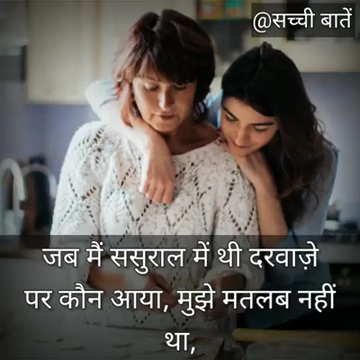 @सच्ची बातें
जब मैं ससुराल में थी दरवाज़े
पर कौन आया, मुझे मतलब नहीं
था,